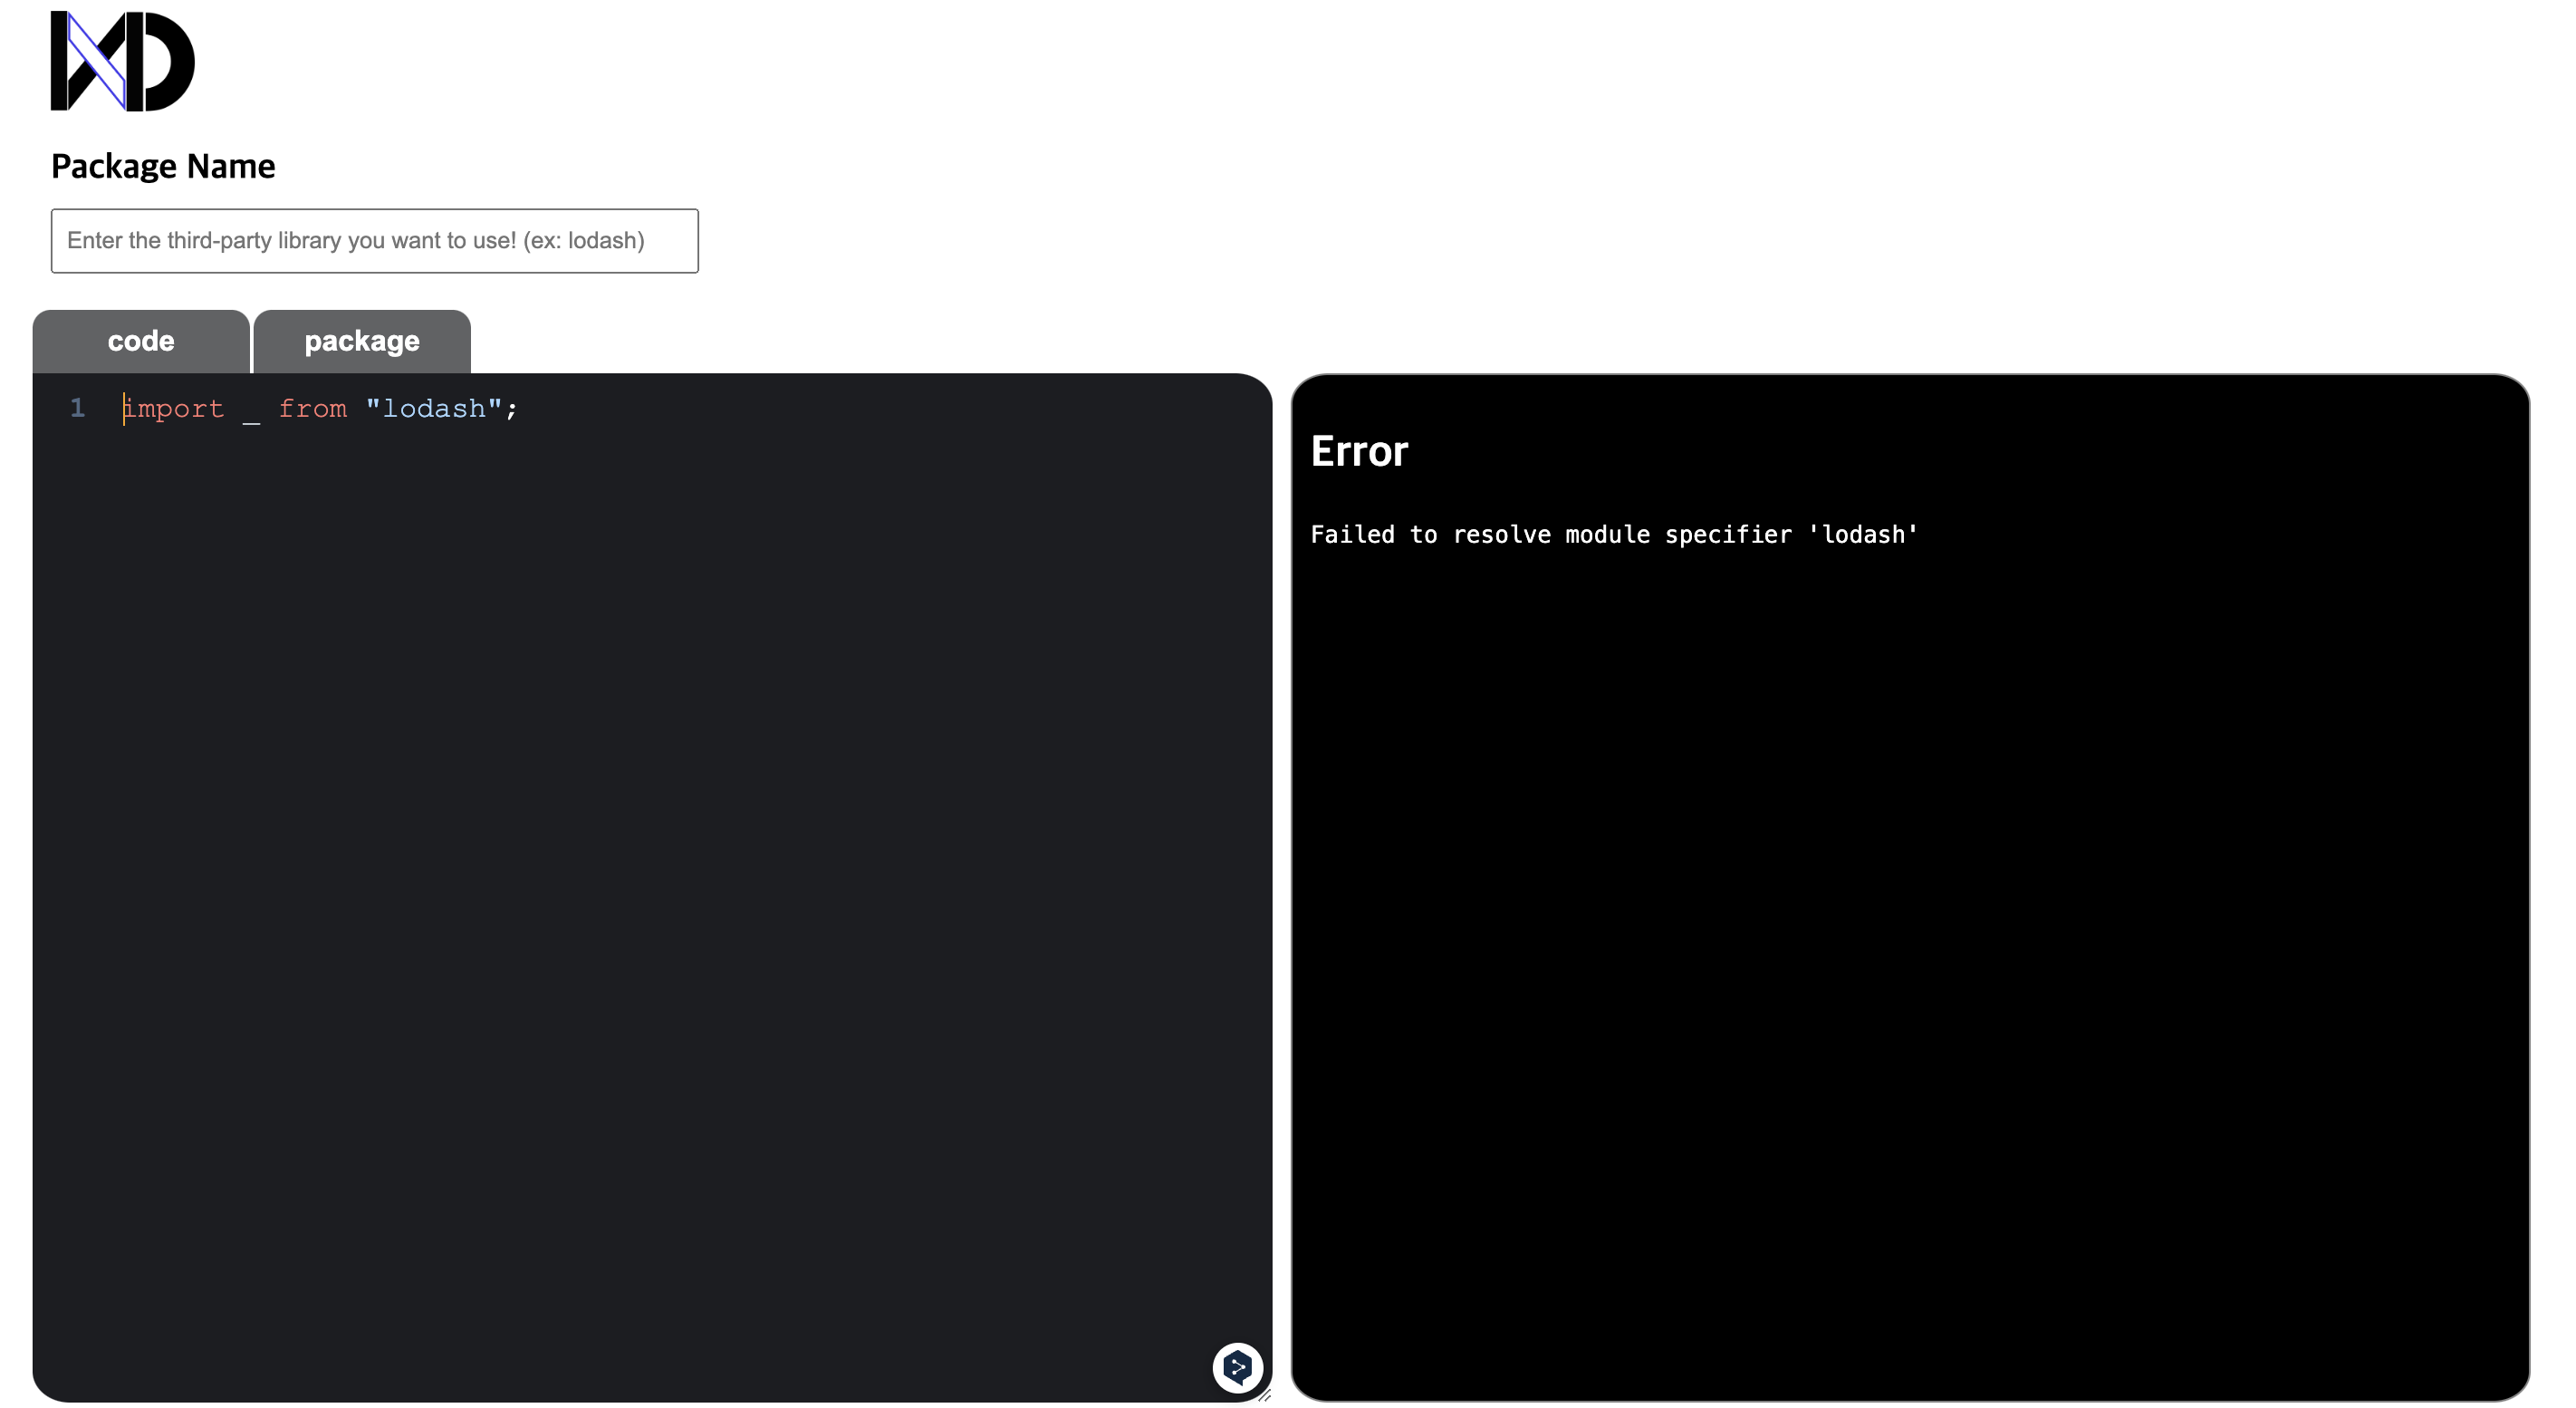 Package Name
Enter the third-party library you want to use! (ex: lodash)
code package
1 import _ from "lodash";
Error
Failed to resolve module specifier 'lodash'